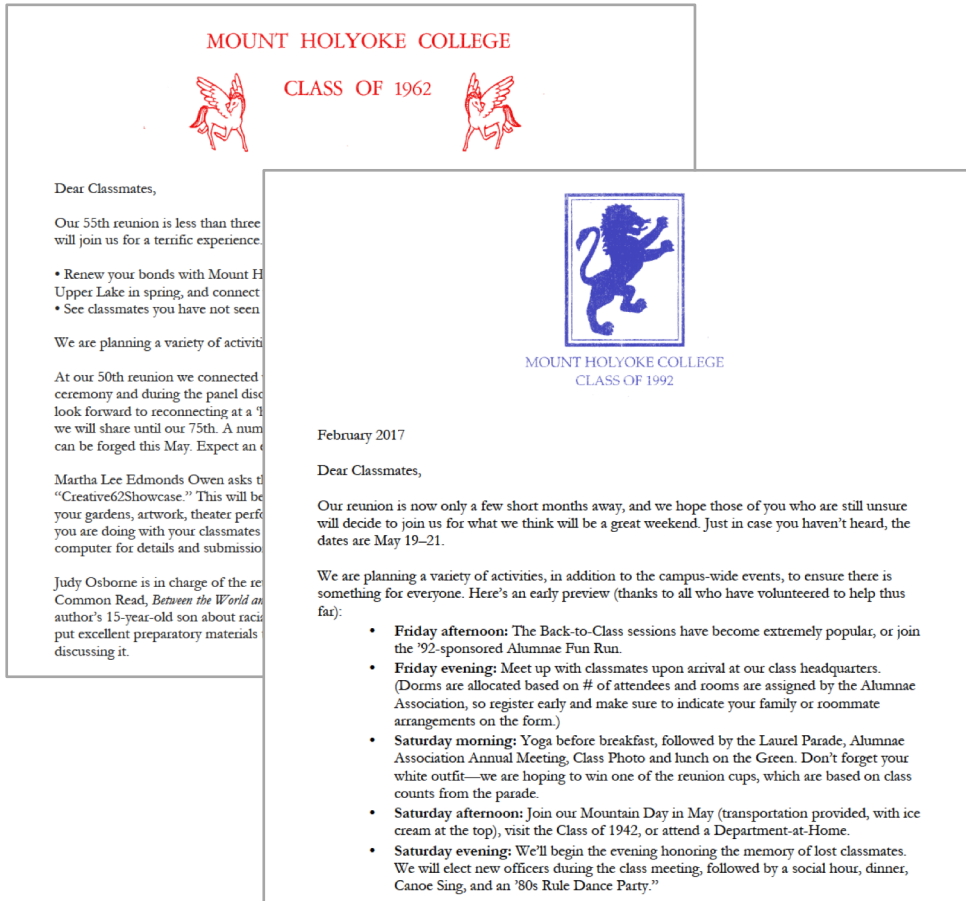 MOUNT HOLYOKE COLLEGE
CLASS OF 1962
Dear Classmates,
Our 55th reunion is less than three
will join us for a terrific experience.
• Renew your bonds with Mount H
Upper Lake in spring, and connect
• See classmates you have not seen
We are planning a variety of activiti
At our 50th reunion we connected
ceremony and during the panel disc
look forward to reconnecting at a
we will share until our 75th. A num
can be forged this May. Expect an
Martha Lee Edmonds Owen asks t
“Creative62Showcase.” This will be
your gardens, artwork, theater perfo
you are doing with your classmates
computer for details and submissio
Judy Osborne is in charge of the re
Common Read, Between the World an
author’s 15-year-old son about racia
put excellent preparatory materials
discussing it.
MOUNT HOLYOKE COLLEGE
CLASS OF 1992
February 2017
Dear Classmates,
Our reunion is now only a few short months away, and we hope those of you who are still unsure
will decide to join us for what we think will be a great weekend. Just in case you haven’t heard, the
dates are May 19–21.
We are planning a variety of activities, in addition to the campus-wide events, to ensure there is
something for everyone. Here’s an early preview (thanks to all who have volunteered to help thus
far):
• Friday afternoon: The Back-to-Class sessions have become extremely popular, or join
the ’92-sponsored Alumnae Fun Run.
• Friday evening: Meet up with classmates upon arrival at our class headquarters.
(Dorms are allocated based on # of attendees and rooms are assigned by the Alumnae
Association, so register early and make sure to indicate your family or roommate
arrangements on the form.)
• Saturday morning: Yoga before breakfast, followed by the Laurel Parade, Alumnae
Association Annual Meeting, Class Photo and lunch on the Green. Don’t forget your
white outfit—we are hoping to win one of the reunion cups, which are based on class
counts from the parade.
• Saturday afternoon: Join our Mountain Day in May (transportation provided, with ice
cream at the top), visit the Class of 1942, or attend a Department-at-Home.
• Saturday evening: We’ll begin the evening honoring the memory of lost classmates.
We will elect new officers during the class meeting, followed by a social hour, dinner,
Canoe Sing, and an ’80s Rule Dance Party.”